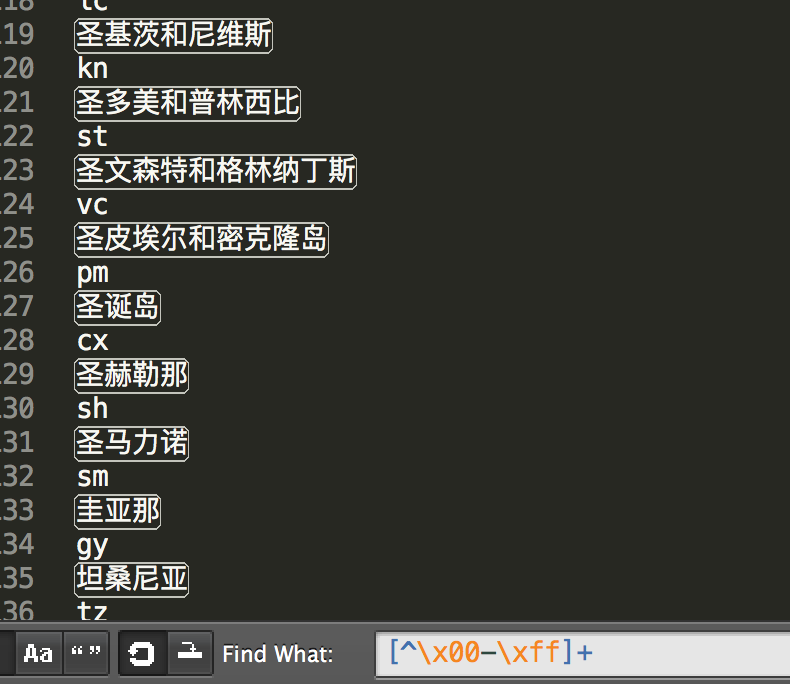 18 tc
19 圣基茨和尼维斯
20 kn
21 圣多美和普林西比
22 st
23 圣文森特和格林纳丁斯
24 vc
25 圣皮埃尔和密克隆岛
26 pm
27 圣诞岛
28 cx
29 圣赫勒那
30 sh
31 圣马力诺
32 sm
33 圭亚那
34 gy
35 坦桑尼亚
36 tz
Aa “ ” Find What: [^\x00-\xff]+